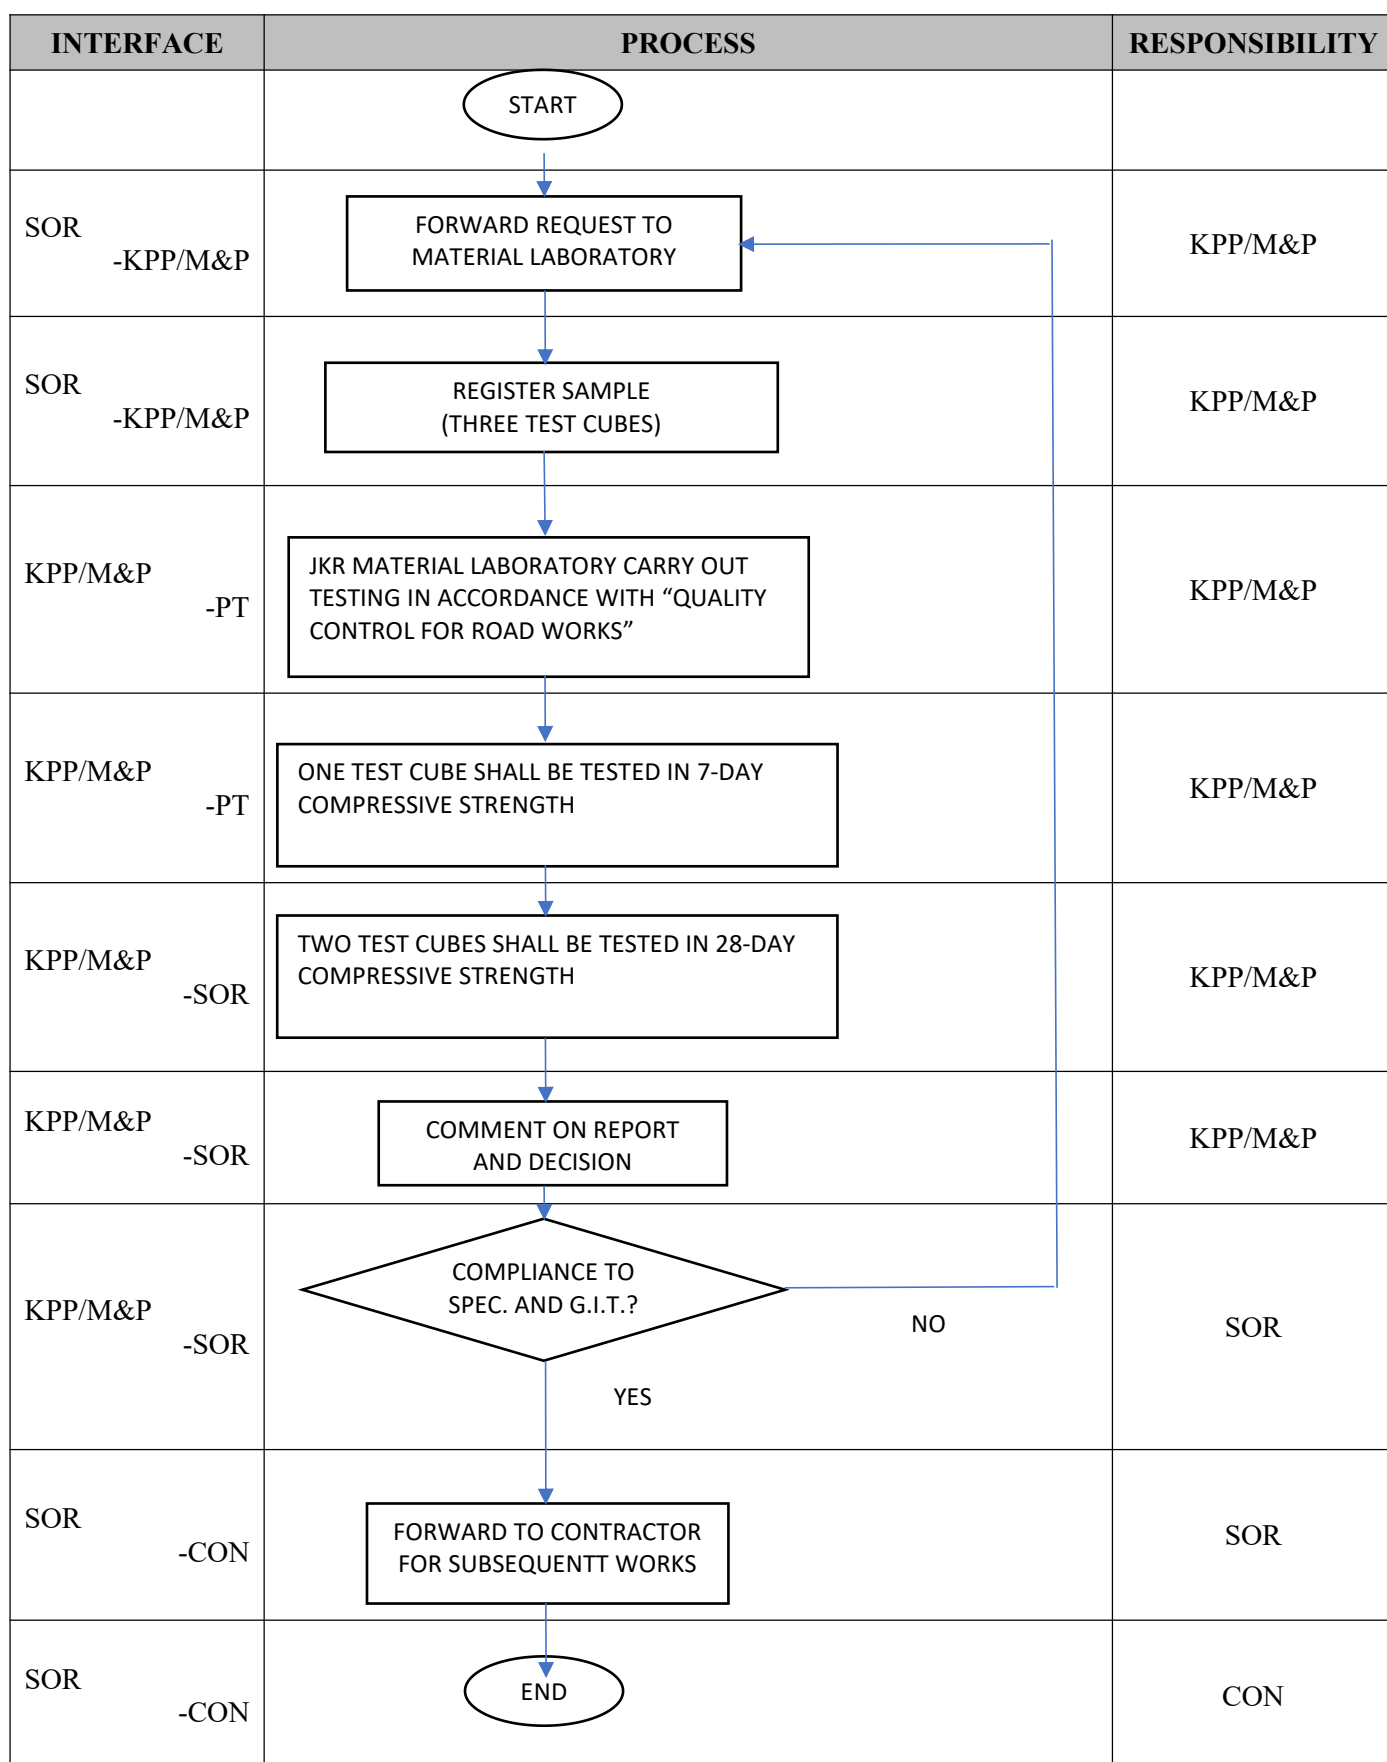 INTERFACE PROCESS RESPONSIBILITY
START
SOR
-KPP/M&P
FORWARD REQUEST TO
MATERIAL LABORATORY
KPP/M&P
SOR
-KPP/M&P
REGISTER SAMPLE
(THREE TEST CUBES)
KPP/M&P
KPP/M&P
-PT
JKR MATERIAL LABORATORY CARRY OUT
TESTING IN ACCORDANCE WITH “QUALITY
CONTROL FOR ROAD WORKS”
KPP/M&P
KPP/M&P
-PT
ONE TEST CUBE SHALL BE TESTED IN 7-DAY
COMPRESSIVE STRENGTH
KPP/M&P
KPP/M&P
-SOR
TWO TEST CUBES SHALL BE TESTED IN 28-DAY
COMPRESSIVE STRENGTH
KPP/M&P
KPP/M&P
-SOR
COMMENT ON REPORT
AND DECISION
KPP/M&P
KPP/M&P
-SOR
COMPLIANCE TO
SPEC. AND G.I.T.?
NO
YES
SOR
SOR
-CON
FORWARD TO CONTRACTOR
FOR SUBSEQUENTT WORKS
SOR
SOR
-CON
END
CON